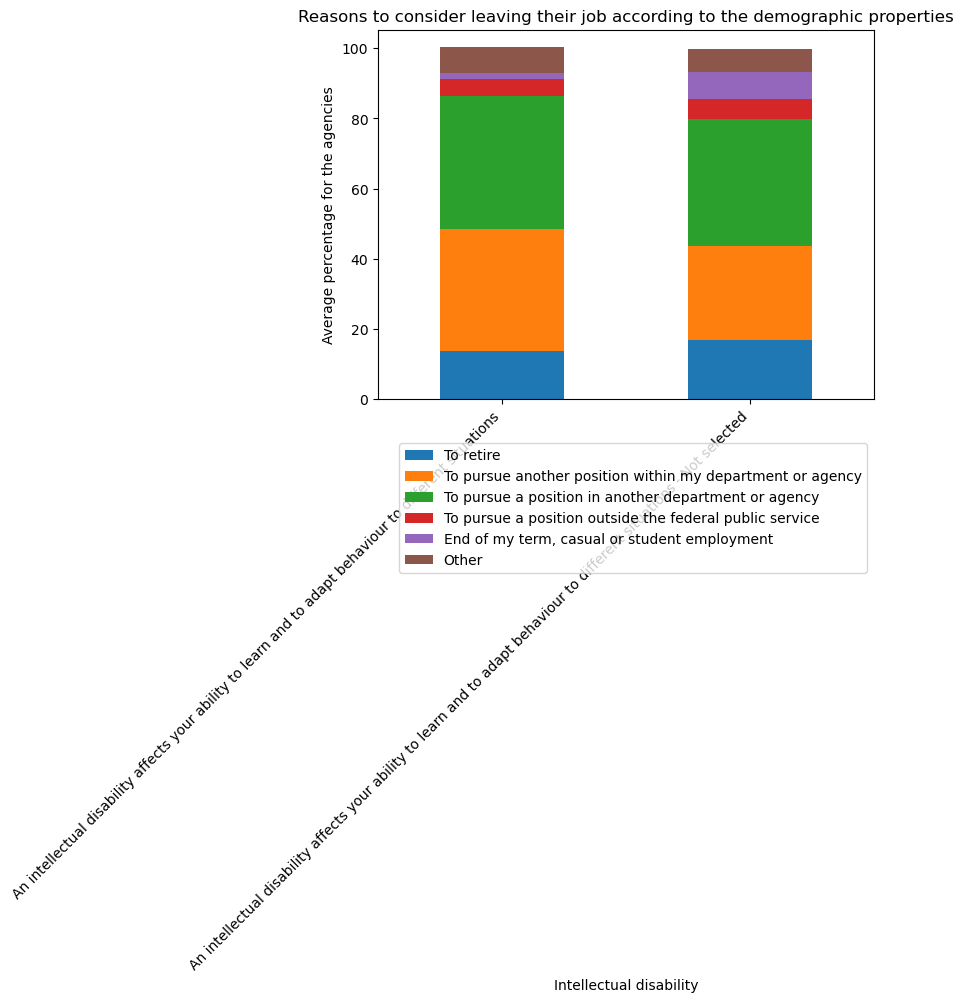 Reasons to consider leaving their job according to the demographic properties
Average percentage for the agencies
100
80
60
40
20
0
An intellectual disability affects your ability to learn and to adapt behaviour to different situations
An intellectual disability affects your ability to learn and to adapt behaviour to different situations - Not selected
To retire
To pursue another position within my department or agency
To pursue a position in another department or agency
To pursue a position outside the federal public service
End of my term, casual or student employment
Other
Intellectual disability